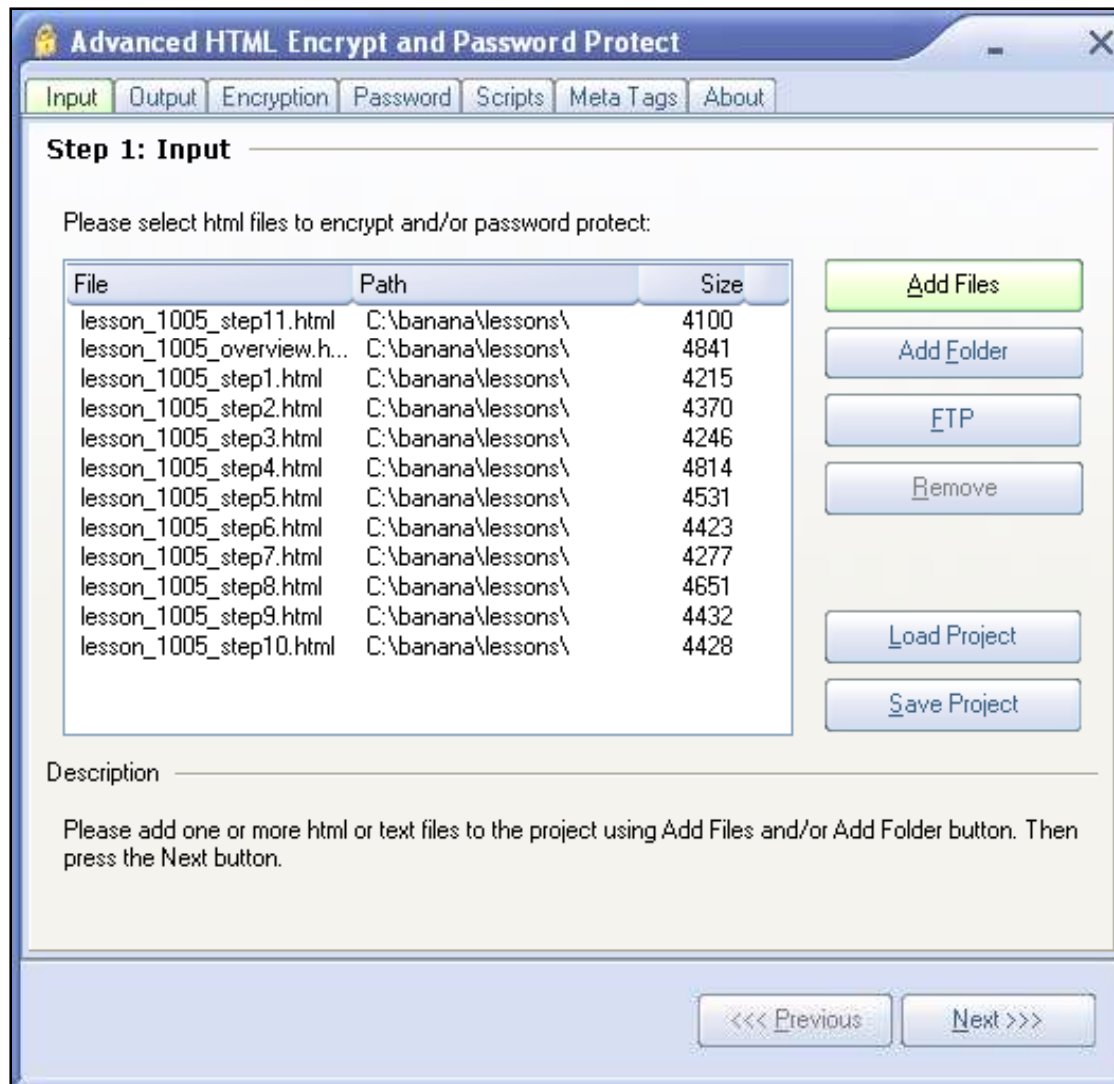 Advanced HTML Encrypt and Password Protect
Input Output Encryption Password Scripts Meta Tags About
Step 1: Input
Please select html files to encrypt and/or password protect:
File Path Size
lesson_1005_step11.html C:\banana\lessons\ 4100
lesson_1005_overview.h... C:\banana\lessons\ 4841
lesson_1005_step1.html C:\banana\lessons\ 4215
lesson_1005_step2.html C:\banana\lessons\ 4370
lesson_1005_step3.html C:\banana\lessons\ 4246
lesson_1005_step4.html C:\banana\lessons\ 4814
lesson_1005_step5.html C:\banana\lessons\ 4531
lesson_1005_step6.html C:\banana\lessons\ 4423
lesson_1005_step7.html C:\banana\lessons\ 4277
lesson_1005_step8.html C:\banana\lessons\ 4651
lesson_1005_step9.html C:\banana\lessons\ 4432
lesson_1005_step10.html C:\banana\lessons\ 4428
Add Files
Add Folder
FTP
Remove
Load Project
Save Project
Description
Please add one or more html or text files to the project using Add Files and/or Add Folder button. Then
press the Next button.
<<< Previous Next >>>